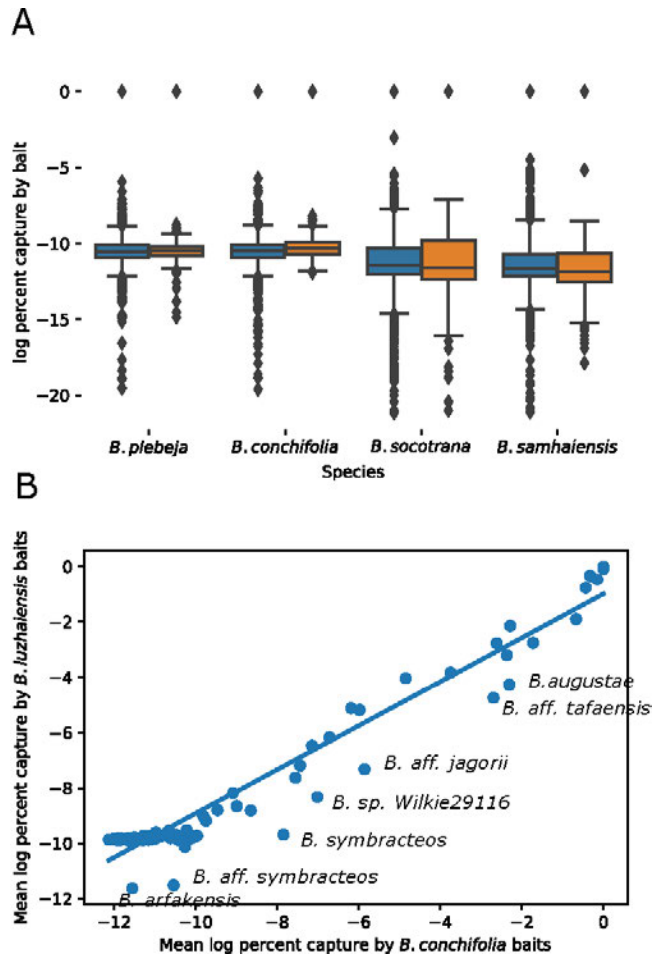 A
log percent capture by bait
0
−5
−10
−15
−20
B. plebeja
B. conchifolia
B. socotrana
B. samhaiensis
Species
B
Mean log percent capture by B. luzhaiensis baits
0
−2
−4
−6
−8
−10
−12
B.augustae
B. aff. tafaensis
B. aff. jagorii
B. sp. Wilkie29116
B. symbracteos
B. aff. symbracteos
B. arfakensis
−12
−10
−8
−6
−4
−2
0
Mean log percent capture by B. conchifolia baits